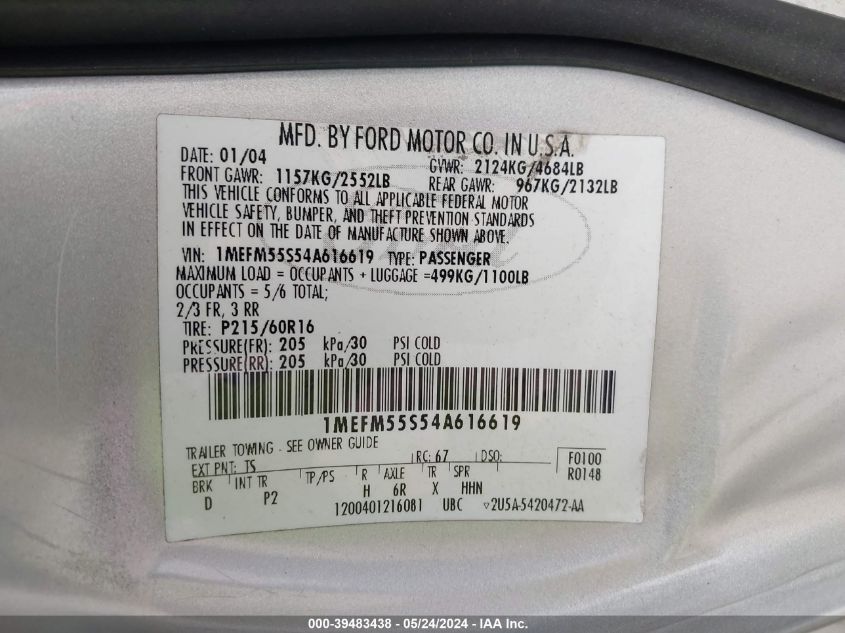 MFD. BY FORD MOTOR CO. IN U.S.A.
DATE: 01/04 GVWR: 2124KG/4684LB
FRONT GAWR: 1157KG/2552LB REAR GAWR: 967KG/2132LB
THIS VEHICLE CONFORMS TO ALL APPLICABLE FEDERAL MOTOR
VEHICLE SAFETY, BUMPER, AND THEFT PREVENTION STANDARDS
IN EFFECT ON THE DATE OF MANUFACTURE SHOWN ABOVE.
VIN: 1MEFM55S54A616619 TYPE: PASSENGER
MAXIMUM LOAD = OCCUPANTS + LUGGAGE =499KG/1100LB
OCCUPANTS = 5/6 TOTAL;
2/3 FR, 3 RR
TIRE: P215/60R16
PRESSURE(FR): 205 kPa/30 PSI COLD
PRESSURE(RR): 205 kPa/30 PSI COLD
1MEFM55S54A616619
TRAILER TOWING - SEE OWNER GUIDE
EXT PNT: TS RC: 67 DSO: F0100
BRK INT TR TP/PS R AXLE TR SPR R0148
D P2 H 6R X HHN
1200401216081 UBC ▽2U5A-5420472-AA
000-39483438 - 05/24/2024 - IAA Inc.